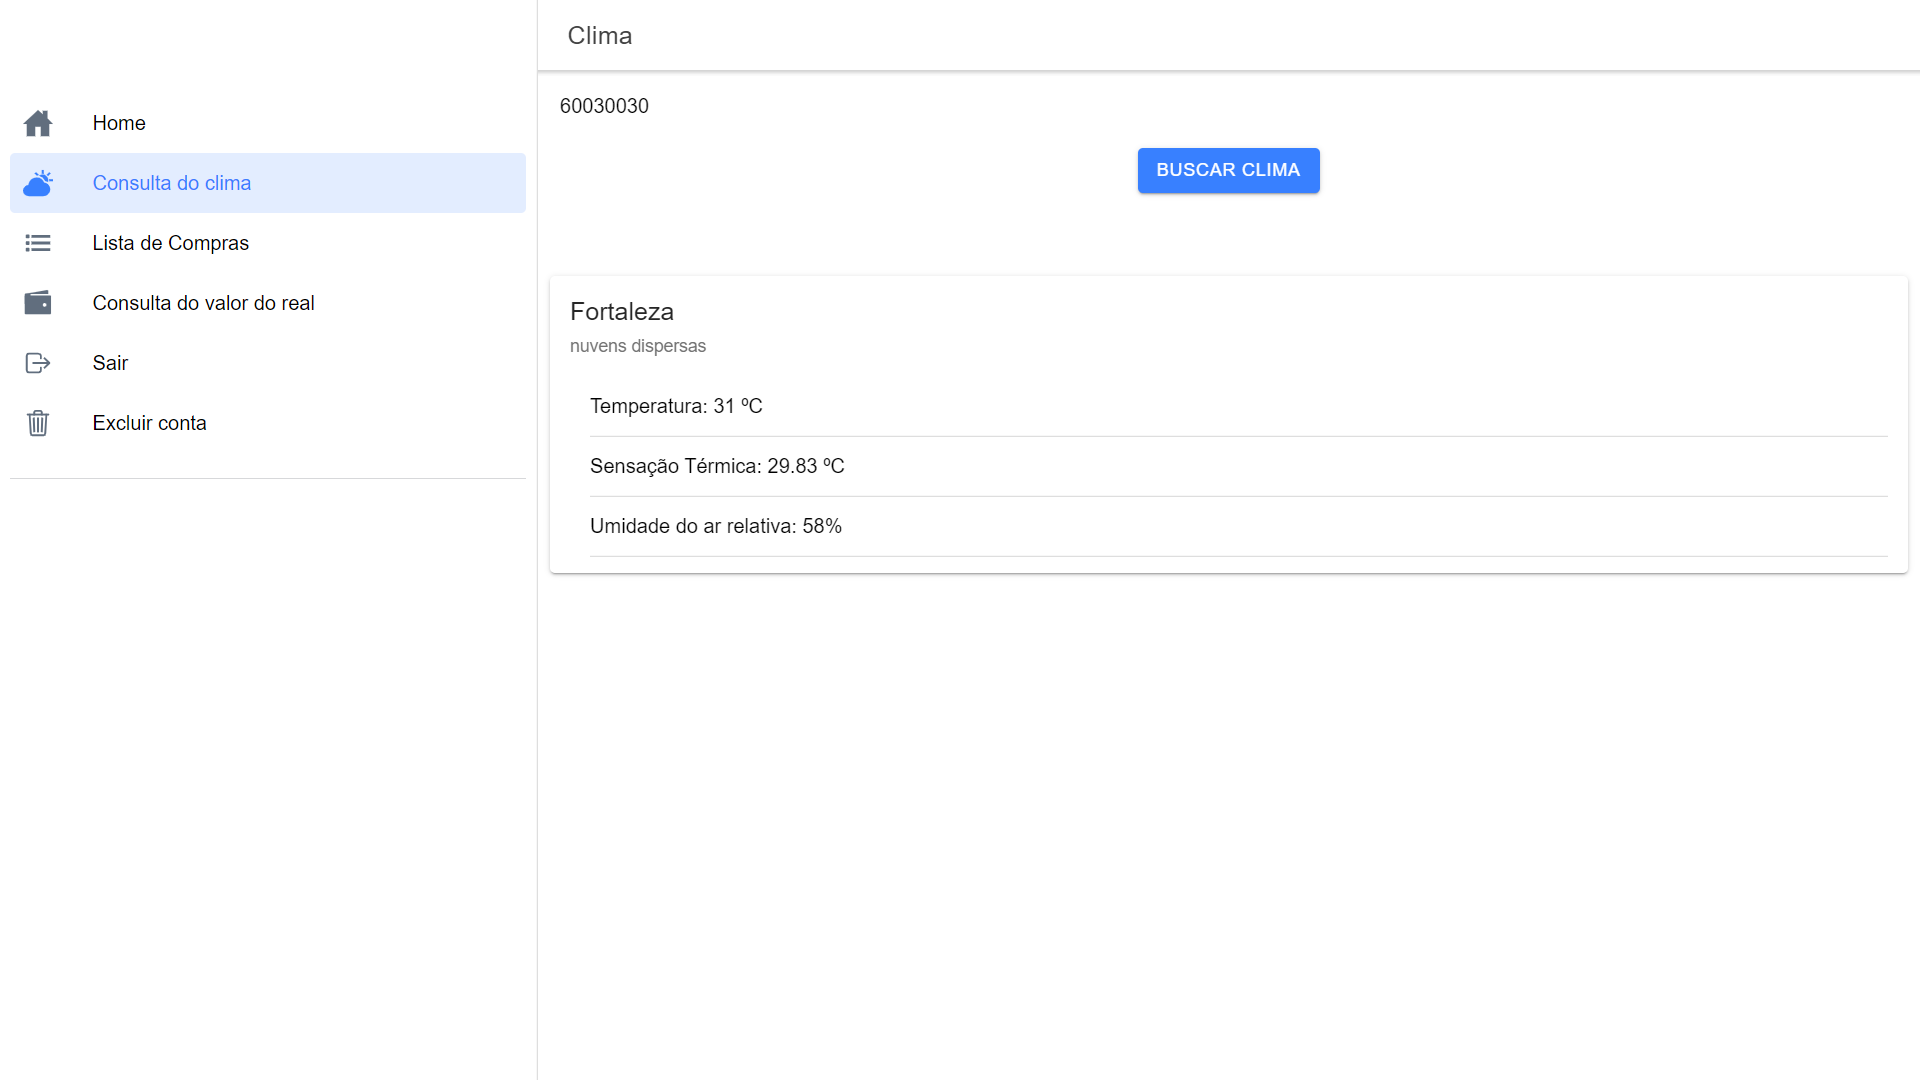 Home
Consulta do clima
Lista de Compras
Consulta do valor do real
Sair
Excluir conta
Clima
60030030
BUSCAR CLIMA
Fortaleza
nuvens dispersas
Temperatura: 31 ºC
Sensação Térmica: 29.83 ºC
Umidade do ar relativa: 58%